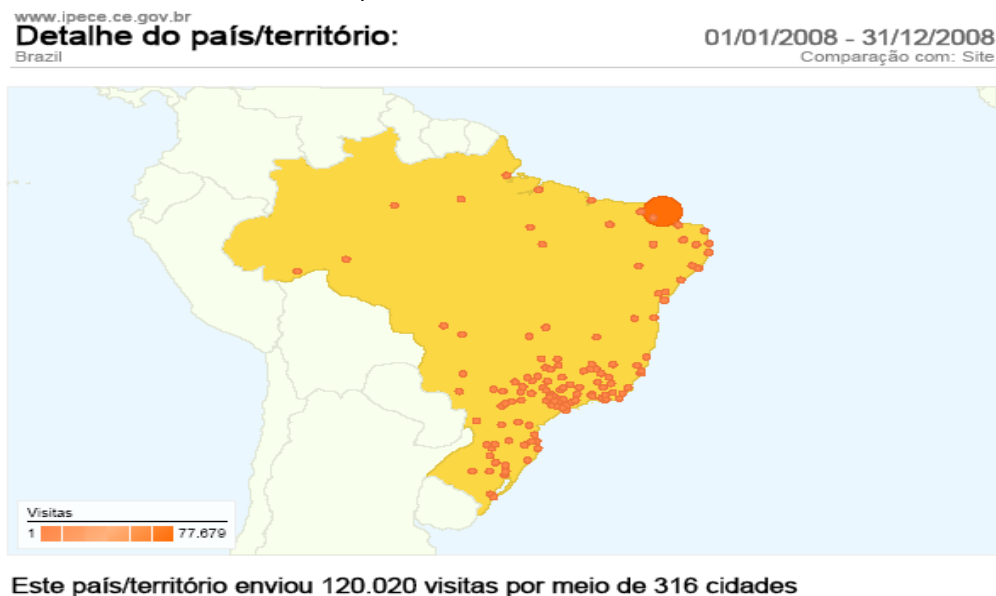 www.ipece.ce.gov.br
Detalhe do país/território:
01/01/2008 - 31/12/2008
Brazil
Comparação com: Site
Visitas
1 77.679
Este país/território enviou 120.020 visitas por meio de 316 cidades